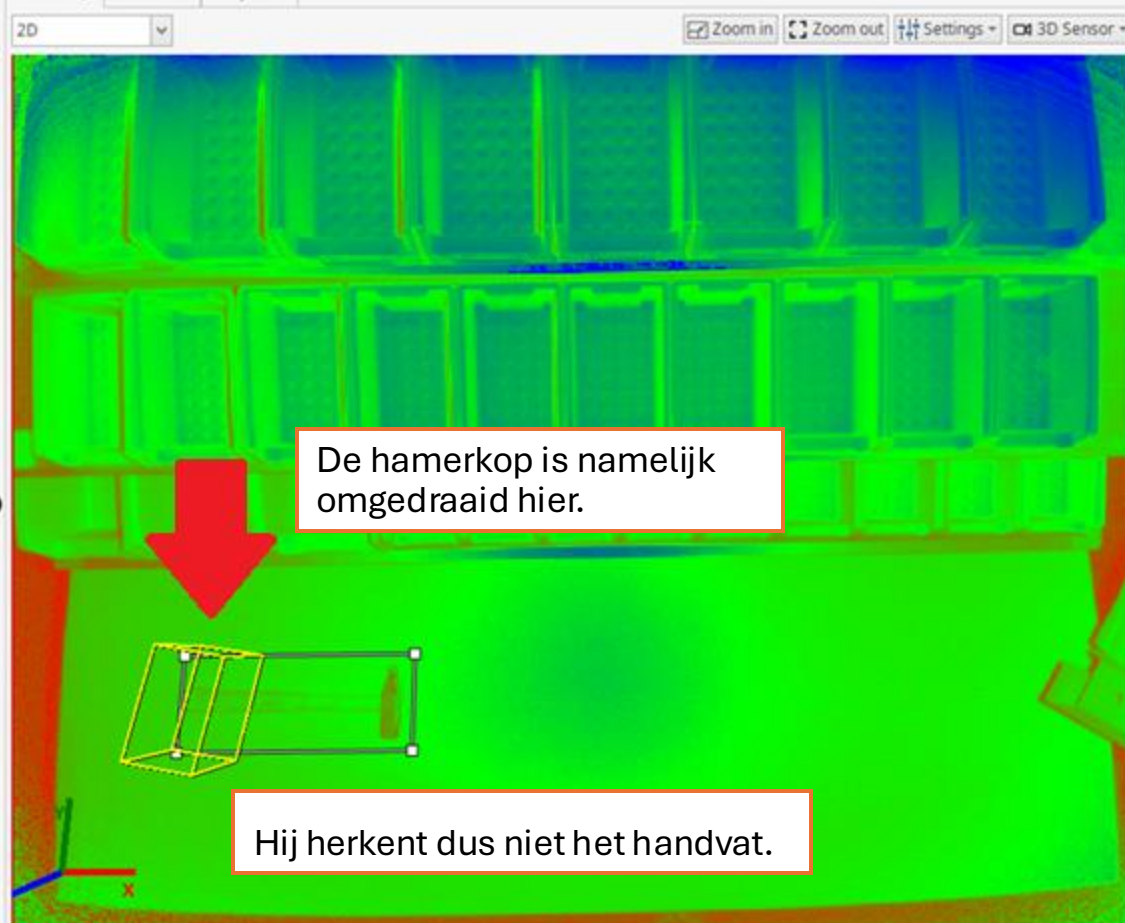 2D
Zoom in
Zoom out
Settings
3D Sensor
De hamerkop is namelijk
omgedraaid hier.
Hij herkent dus niet het handvat.
X